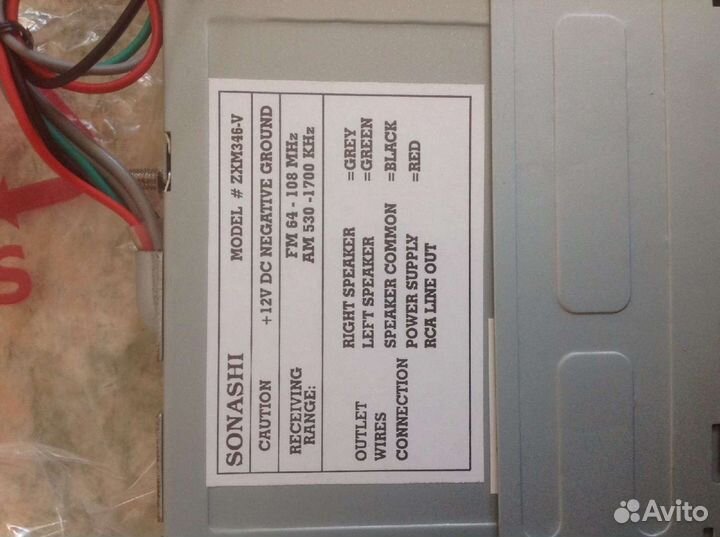 SONASHI MODEL # ZXM346-V
CAUTION +12V DC NEGATIVE GROUND
RECEIVING FM 64 - 108 MHz
RANGE: AM 530 -1700 KHz
RIGHT SPEAKER =GREY
OUTLET LEFT SPEAKER =GREEN
WIRES SPEAKER COMMON =BLACK
CONNECTION POWER SUPPLY =RED
RCA LINE OUT
S
Avito